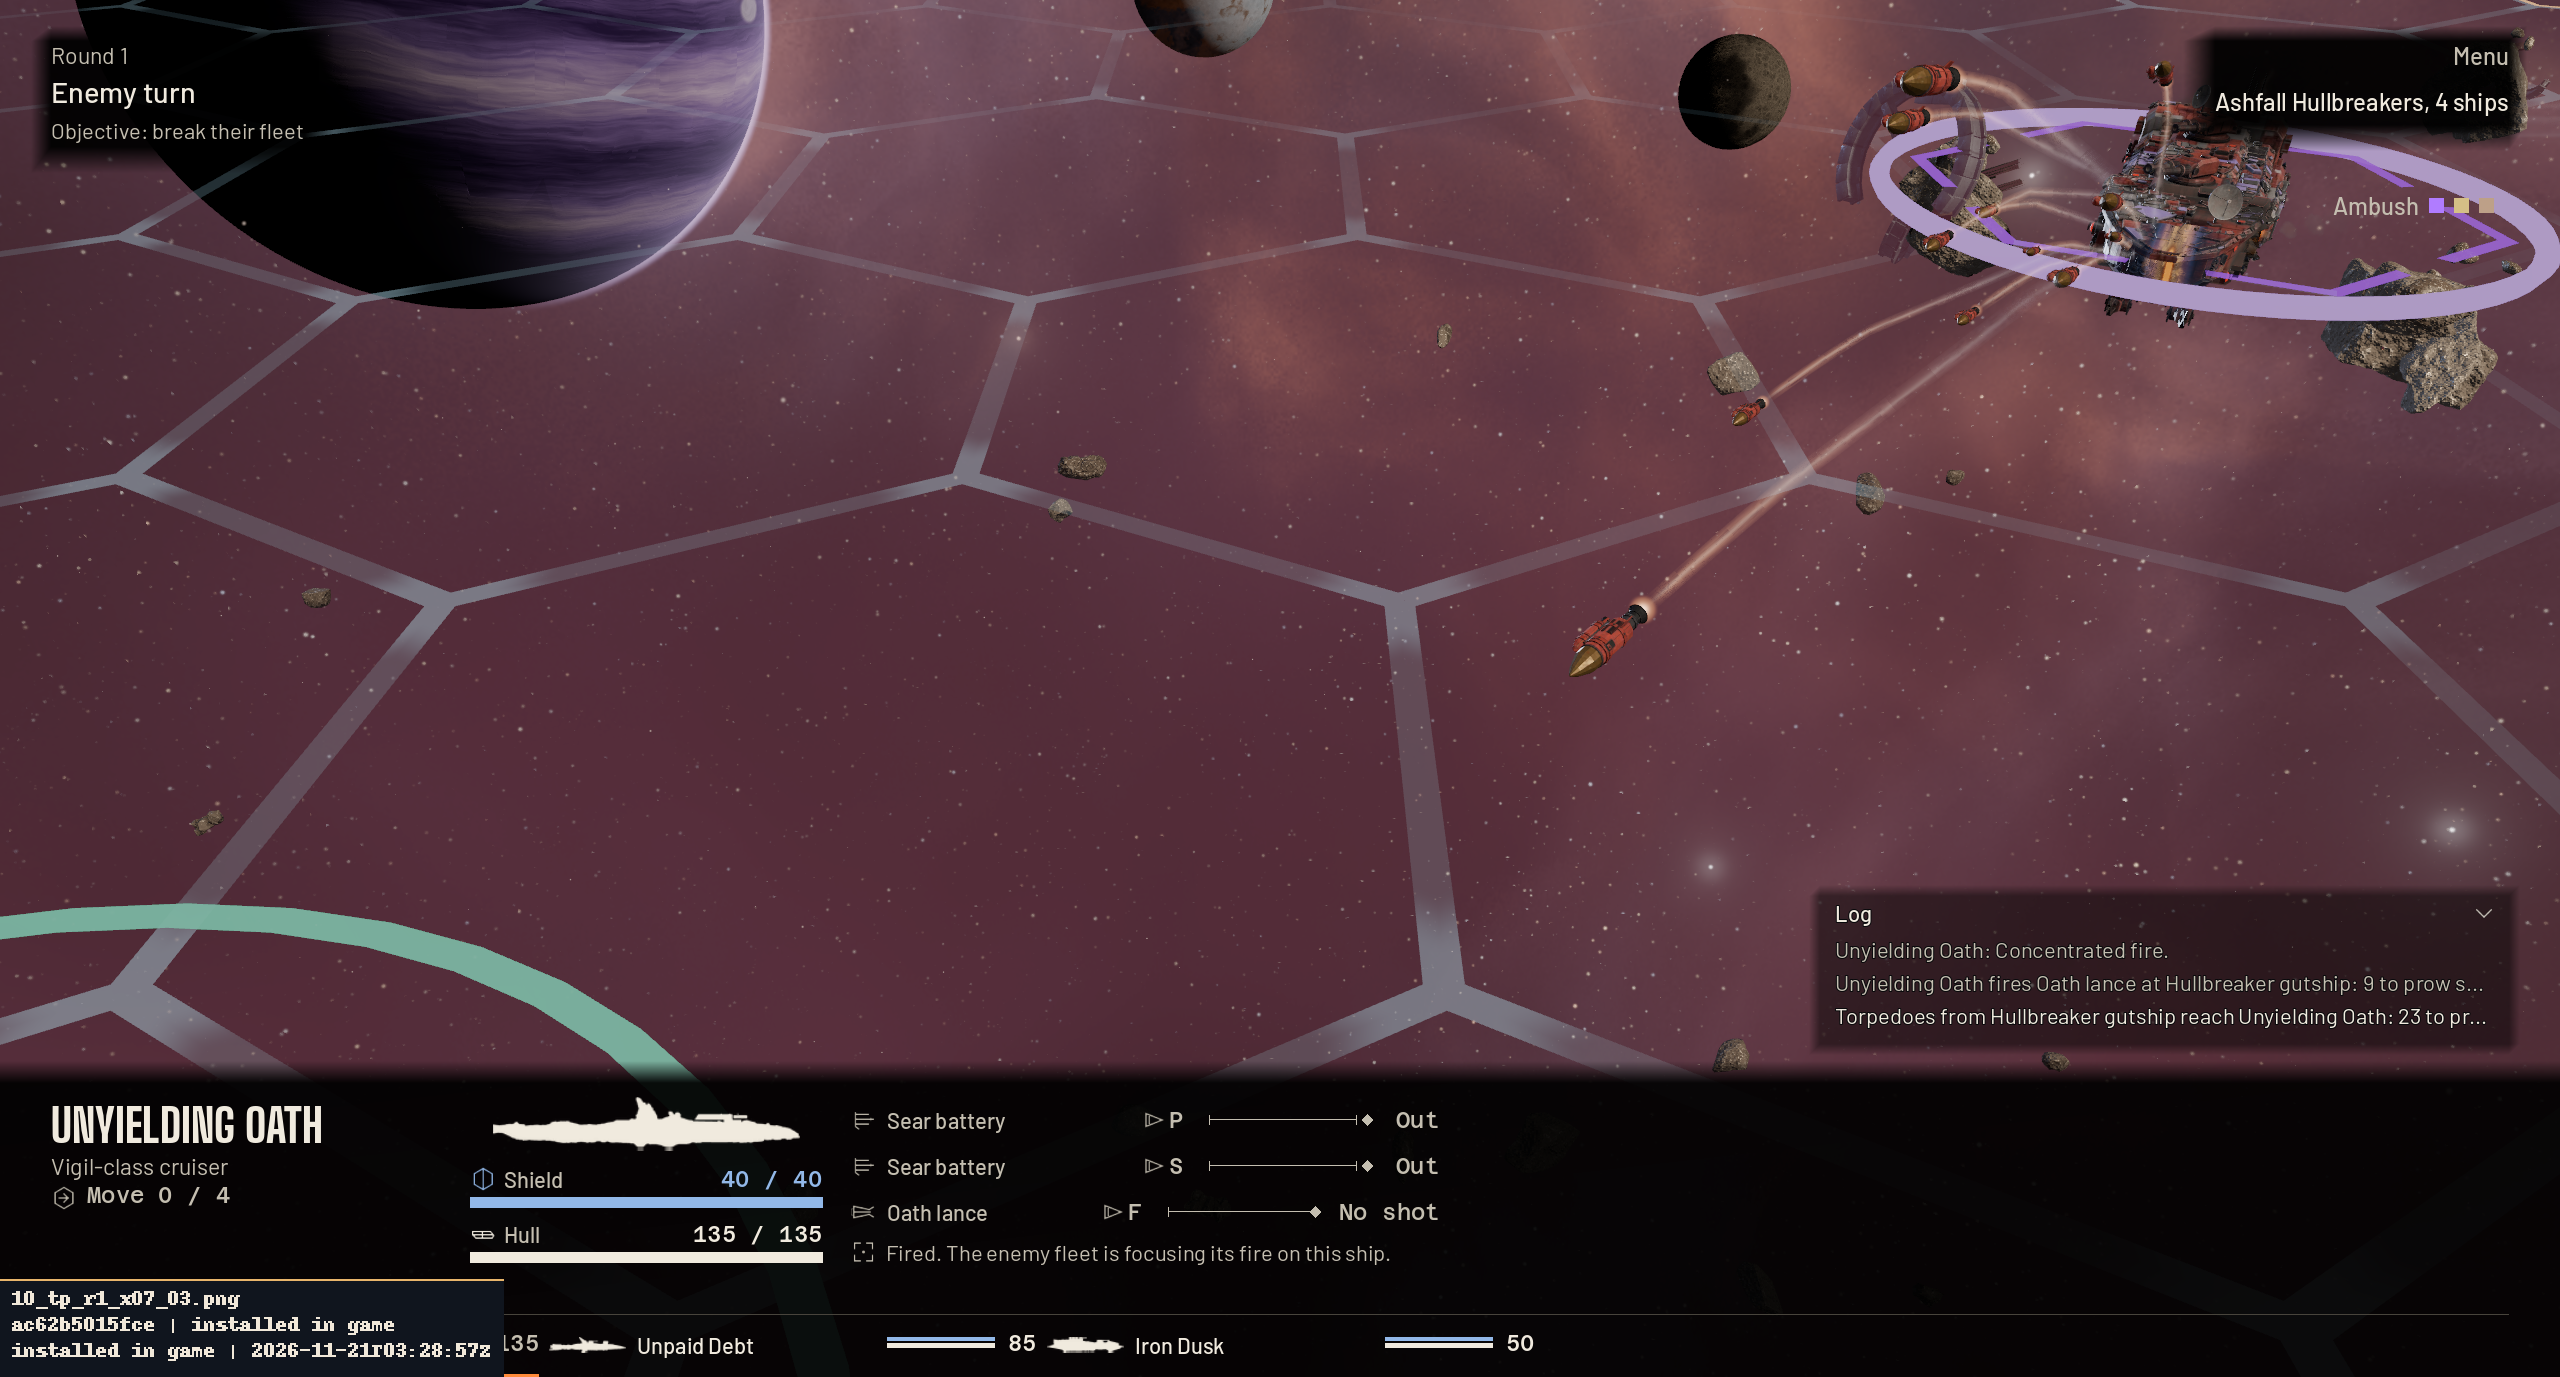 Round 1
Enemy turn
Objective: break their fleet
Menu
Ashfall Hullbreakers, 4 ships
Ambush
Log
Unyielding Oath: Concentrated fire.
Unyielding Oath fires Oath lance at Hullbreaker gutship: 9 to prow s...
Torpedoes from Hullbreaker gutship reach Unyielding Oath: 23 to pr...
UNYIELDING OATH
Vigil-class cruiser
Move 0 / 4
Shield 40 / 40
Hull 135 / 135
Sear battery P Out
Sear battery S Out
Oath lance F No shot
Fired. The enemy fleet is focusing its fire on this ship.
10_tp_r1_x07_03.png
ac62b5015fce | installed in game
installed in game | 2026-11-21T03:28:57Z
135 Unpaid Debt 85 Iron Dusk 50